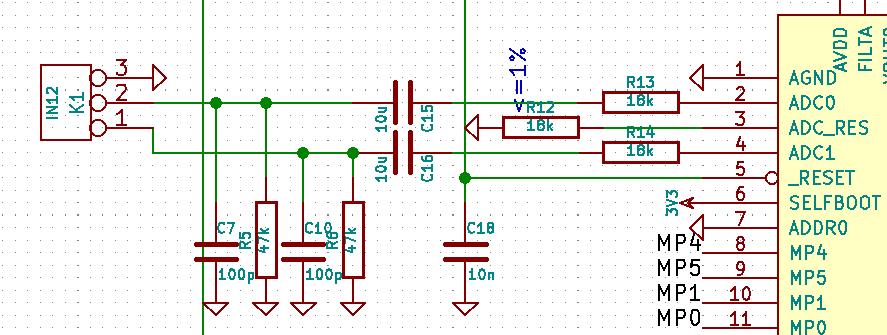 IN12
K1
3
2
1
10u
C15
10u
C16
<=1%
R13
18k
R12
18k
R14
18k
C7
100p
R5
47k
C10
100p
R6
47k
C18
10n
3V3
AVDD
FILTA
1 AGND
2 ADC0
3 ADC_RES
4 ADC1
5 _RESET
6 SELFBOOT
7 ADDR0
MP4 8 MP4
MP5 9 MP5
MP1 10 MP1
MP0 11 MP0